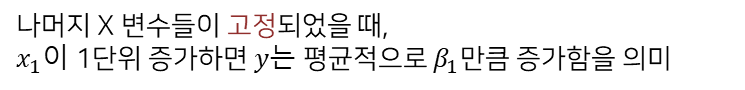 나머지 X 변수들이 고정되었을 때,
x₁이 1단위 증가하면 y는 평균적으로 β₁만큼 증가함을 의미